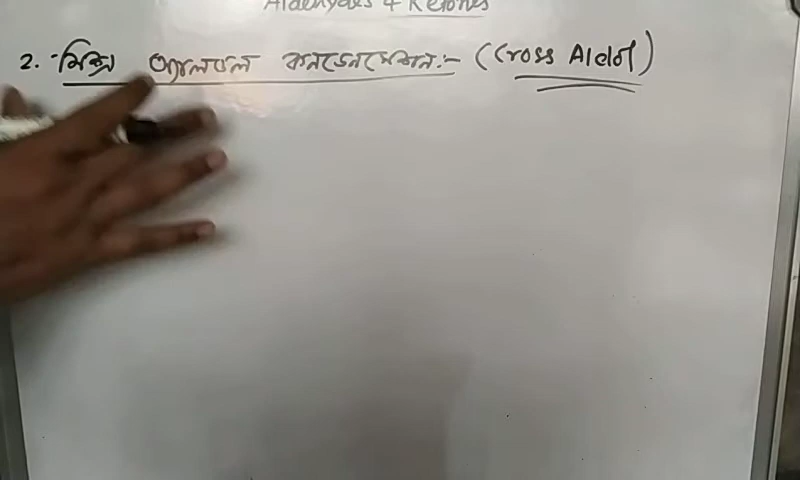 Aldehydes & Ketones
2. মিশ্র অ্যালডল কনডেনসেশন:- (Cross Aldol)